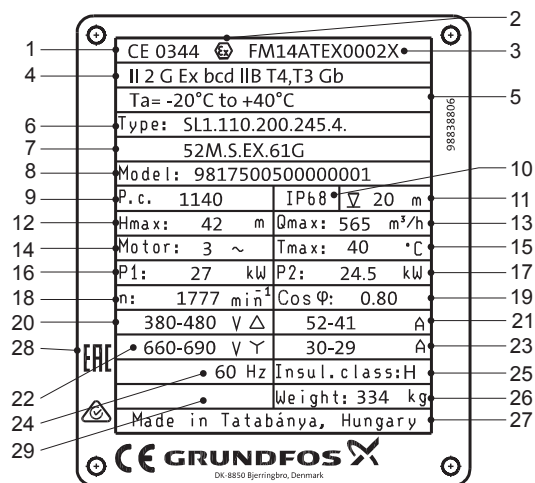 2
1 CE 0344 Ex FM14ATEX0002X 3
4 II 2 G Ex bcd IIB T4,T3 Gb
Ta= -20°C to +40°C 5
98838806
6 Type: SL1.110.200.245.4.
7 52M.S.EX.61G
8 Model: 9817500500000001 10
9 P.c. 1140 IP68 20 m 11
12 Hmax: 42 m Qmax: 565 m³/h 13
14 Motor: 3 ~ Tmax: 40 °C 15
16 P1: 27 kW P2: 24.5 kW 17
18 n: 1777 min⁻¹ Cos φ: 0.80 19
20 380-480 V △ 52-41 A 21
28 EAC 660-690 V Y 30-29 A 23
22
24 60 Hz Insul.class:H 25
29 Weight: 334 kg 26
Made in Tatabánya, Hungary 27
CE GRUNDFOS
DK-8850 Bjerringbro, Denmark